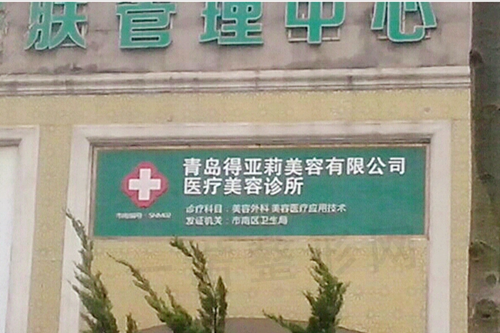 肤管理中心
青岛得亚莉美容有限公司
医疗美容诊所
诊疗科目：美容外科 美容医疗应用技术
发证机关：市南区卫生局